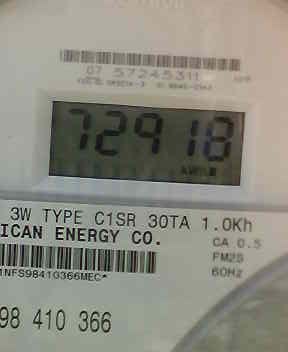 07 57245311
72918
3W TYPE C1SR 30TA 1.0Kh
ICAN ENERGY CO.
CA 0.5
FM2S
60Hz
1NFS98410366MEC*
98 410 366